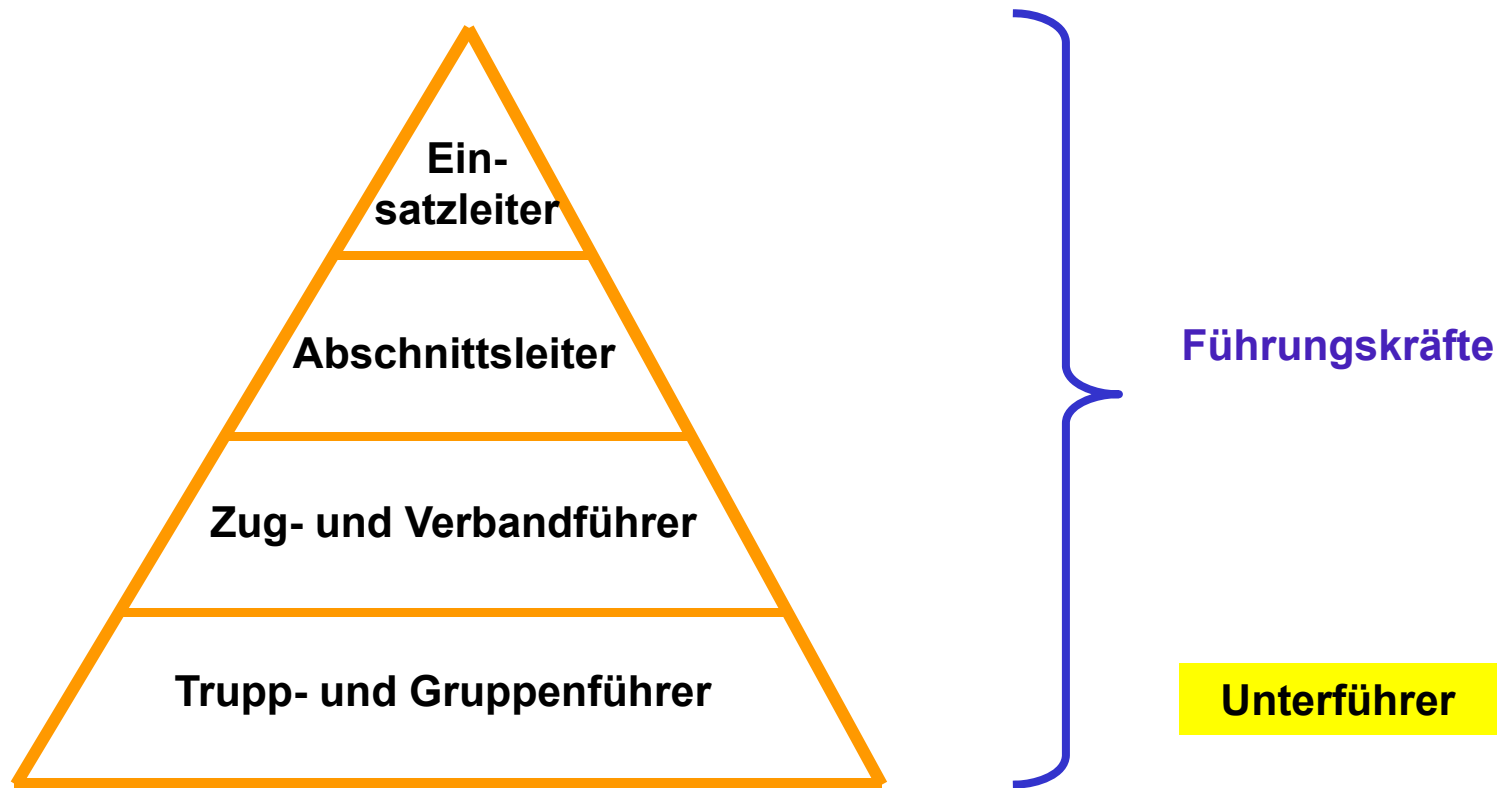 Ein-
satzleiter
Abschnittsleiter
Führungskräfte
Zug- und Verbandführer
Trupp- und Gruppenführer
Unterführer